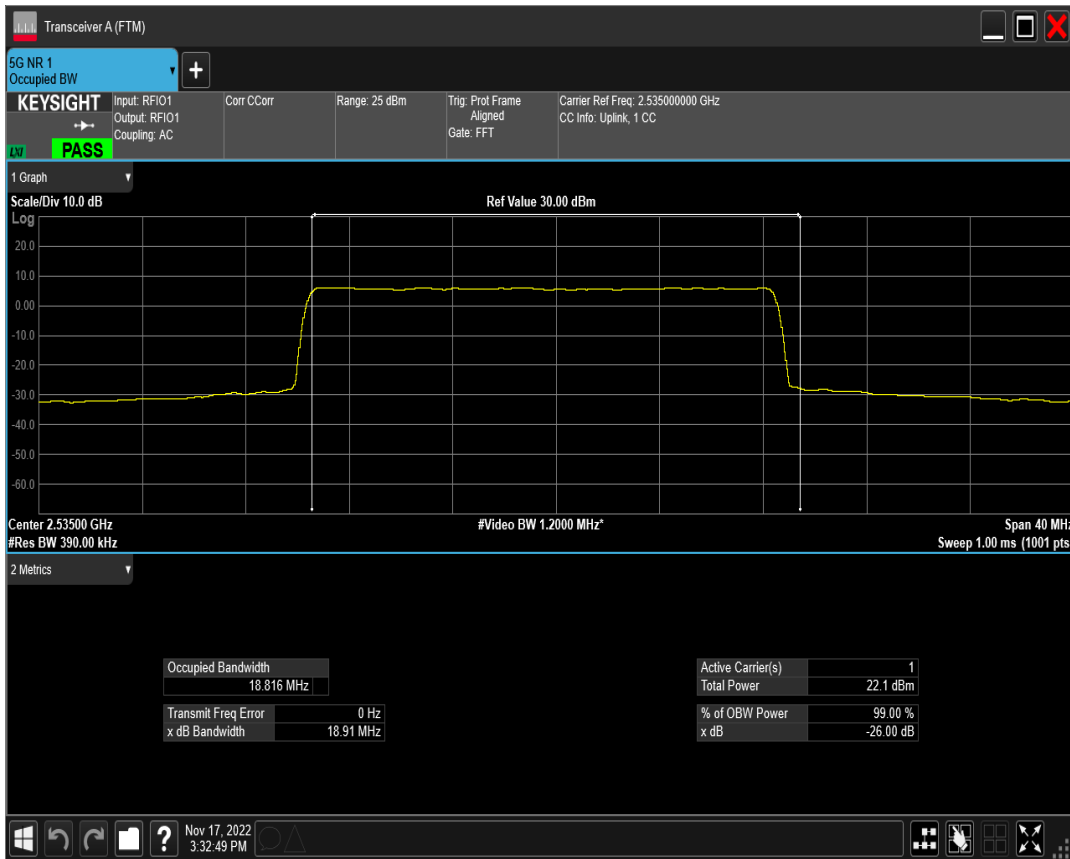 Transceiver A (FTM)
5G NR 1
Occupied BW
+
KEYSIGHT
LXI
PASS
Input: RFIO1
Output: RFIO1
Coupling: AC
Corr CCorr
Range: 25 dBm
Trig: Prot Frame
Aligned
Gate: FFT
Carrier Ref Freq: 2.535000000 GHz
CC Info: Uplink, 1 CC
1 Graph
Scale/Div 10.0 dB
Ref Value 30.00 dBm
Log
20.0
10.0
0.00
-10.0
-20.0
-30.0
-40.0
-50.0
-60.0
Center 2.53500 GHz
#Video BW 1.2000 MHz*
Span 40 MHz
#Res BW 390.00 kHz
Sweep 1.00 ms (1001 pts
2 Metrics
Occupied Bandwidth
18.816 MHz
Transmit Freq Error 0 Hz
x dB Bandwidth 18.91 MHz
Active Carrier(s) 1
Total Power 22.1 dBm
% of OBW Power 99.00 %
x dB -26.00 dB
?
Nov 17, 2022
3:32:49 PM